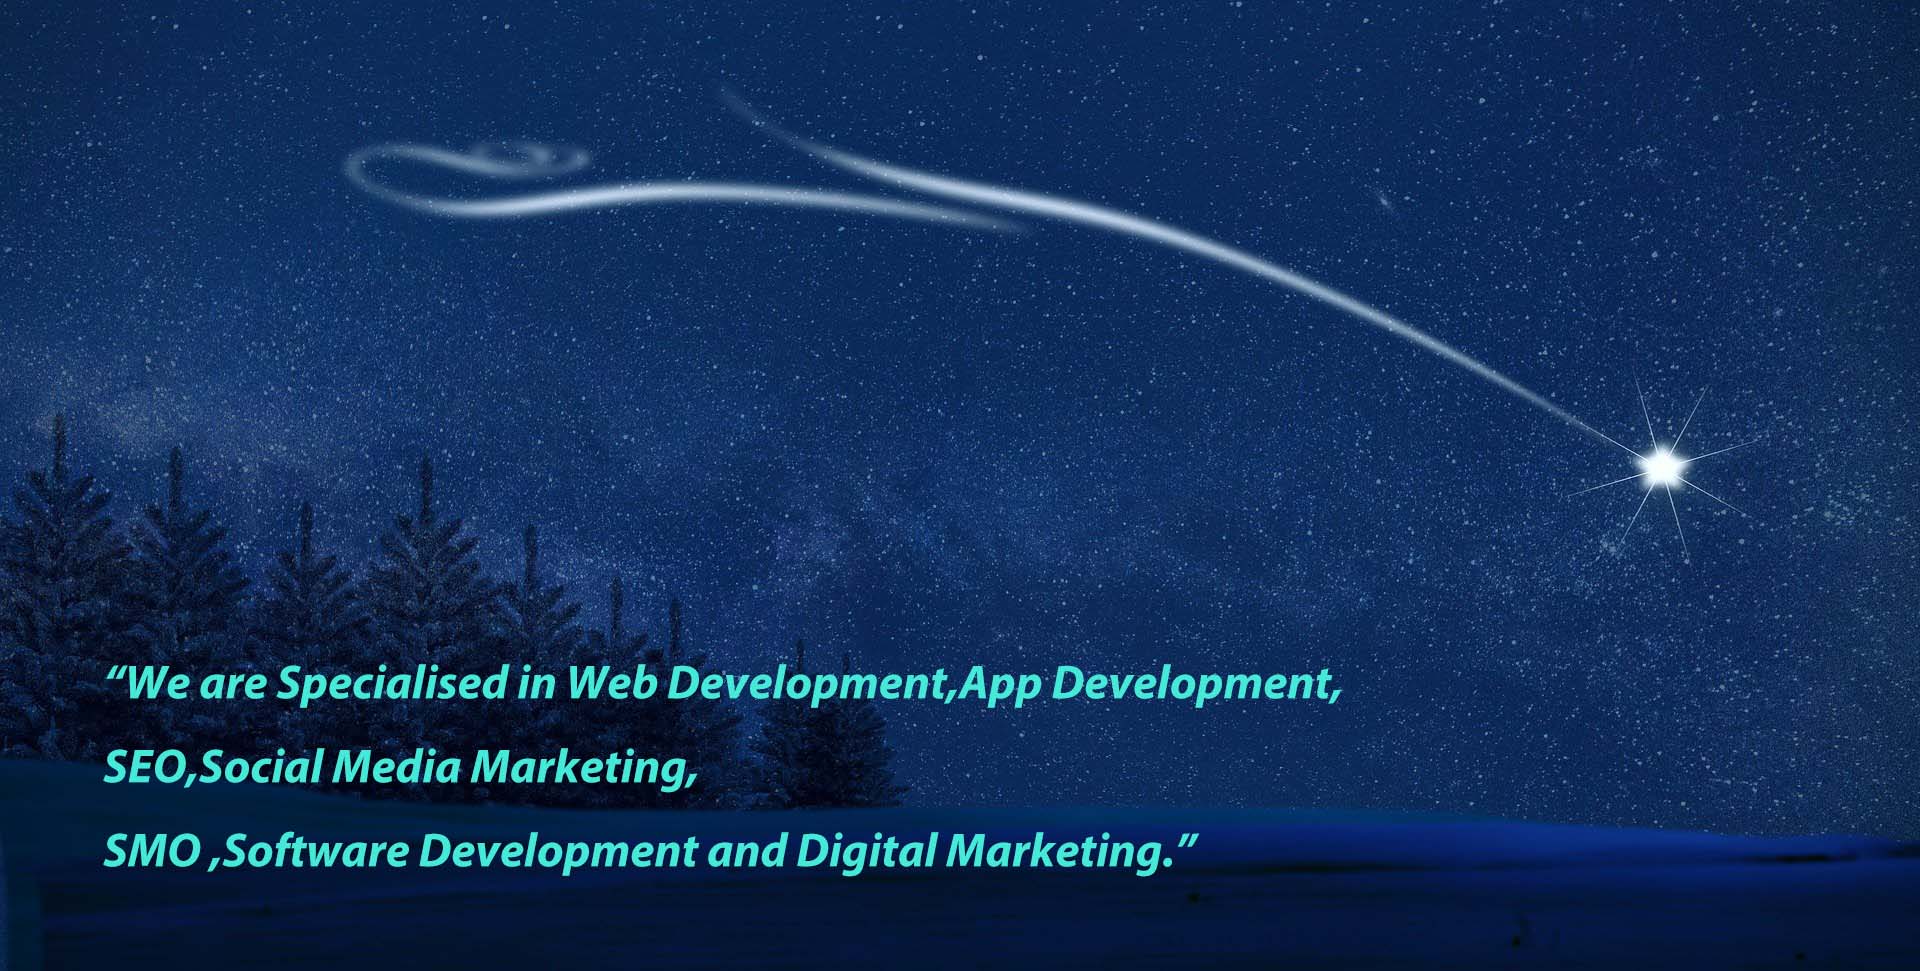 “We are Specialised in Web Development,App Development,
SEO,Social Media Marketing,
SMO ,Software Development and Digital Marketing.”